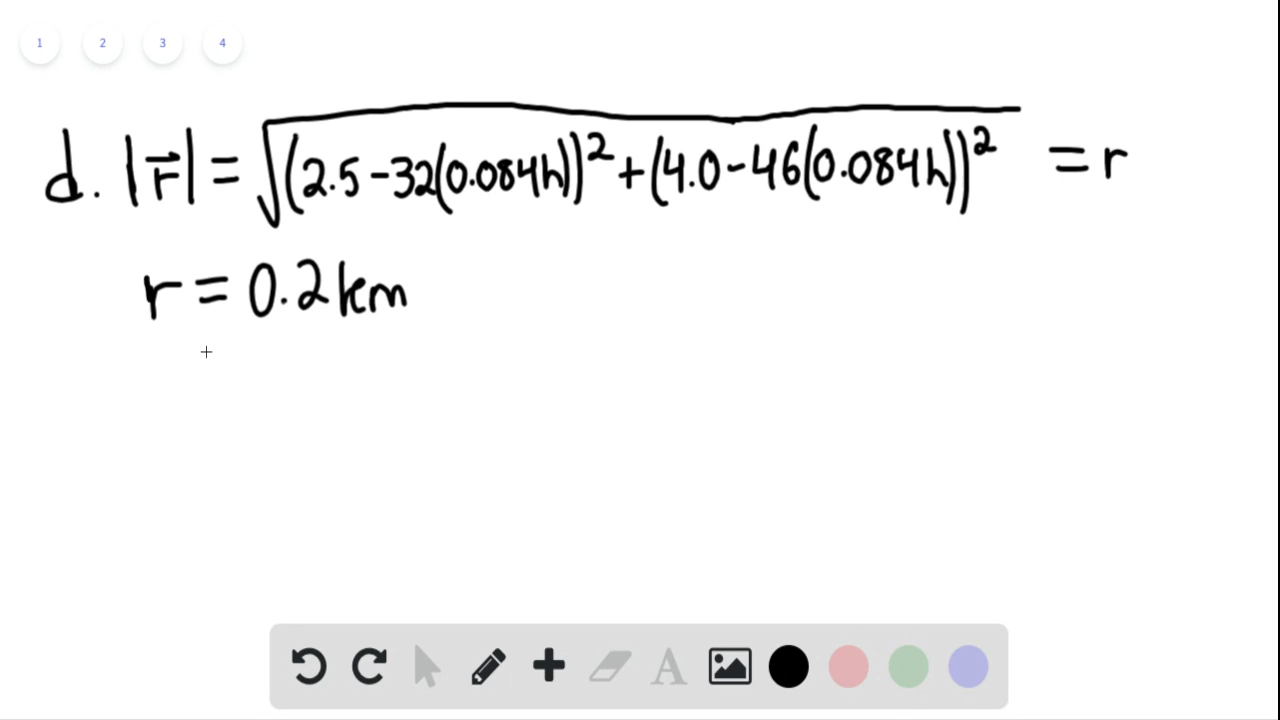 1 2 3 4
d. |r⃗| = √((2.5-32(0.084h))² + (4.0-46(0.084h))²) = r
r = 0.2 km
A